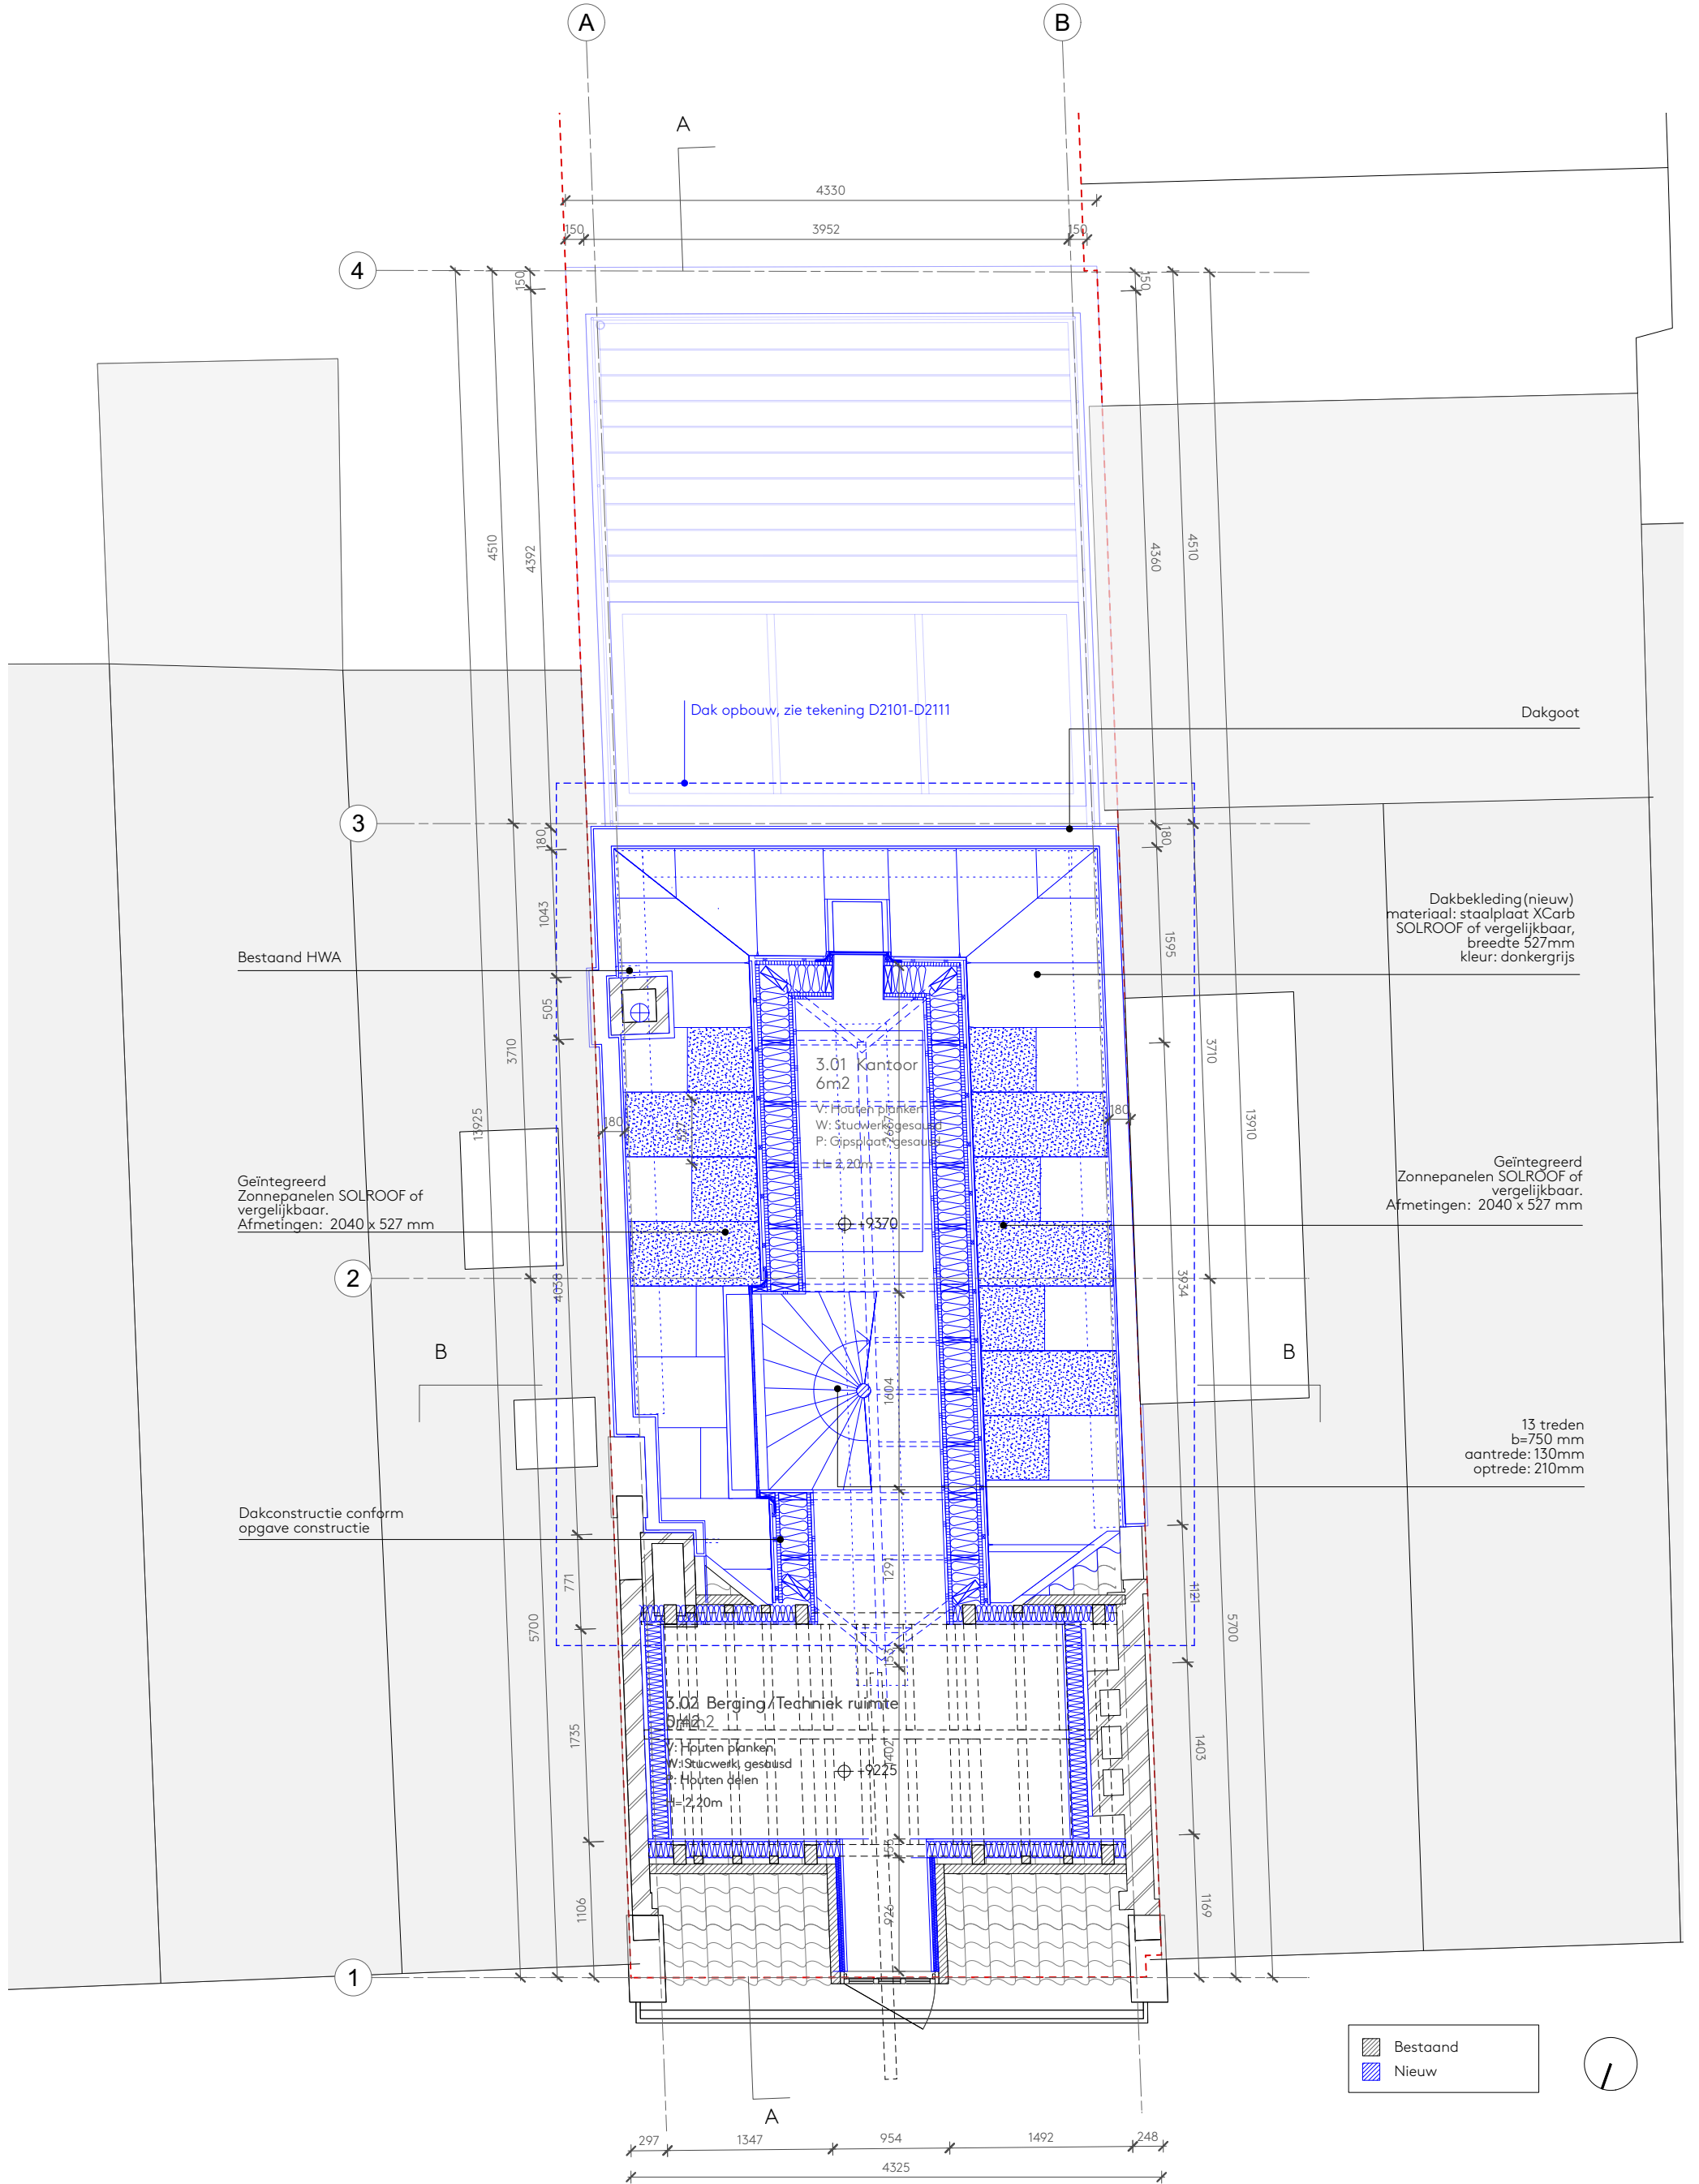 A
B
A
4330
150
3952
150
4
150
150
4510
4392
4360
4510
Dak opbouw, zie tekening D2101-D2111
Dakgoot
3
180
180
1043
1595
Dakbekleding (nieuw)
materiaal: staalplaat XCarb
SOLROOF of vergelijkbaar,
breedte 527mm
kleur: donkergrijs
Bestaand HWA
505
3710
3710
13925
13910
3.01 Kantoor
6m2
V: Houten planken
W: Stucwerk, gesausd
P: Gipsplaat, gesausd
H= 2,20m
180
180
+9370
Geïntegreerd
Zonnepanelen SOLROOF of
vergelijkbaar.
Afmetingen: 2040 x 527 mm
Geïntegreerd
Zonnepanelen SOLROOF of
vergelijkbaar.
Afmetingen: 2040 x 527 mm
2
4038
3934
B
B
1604
13 treden
b=750 mm
aantrede: 130mm
optrede: 210mm
Dakconstructie conform
opgave constructie
1291
771
1121
5700
5700
3.02 Berging/Techniek ruimte
V: Houten planken
W: Stucwerk, gesausd
P: Houten delen
H= 2,20m
+9225
1735
1402
1403
1106
926
1169
1
Bestaand
Nieuw
A
297
1347
954
1492
248
4325